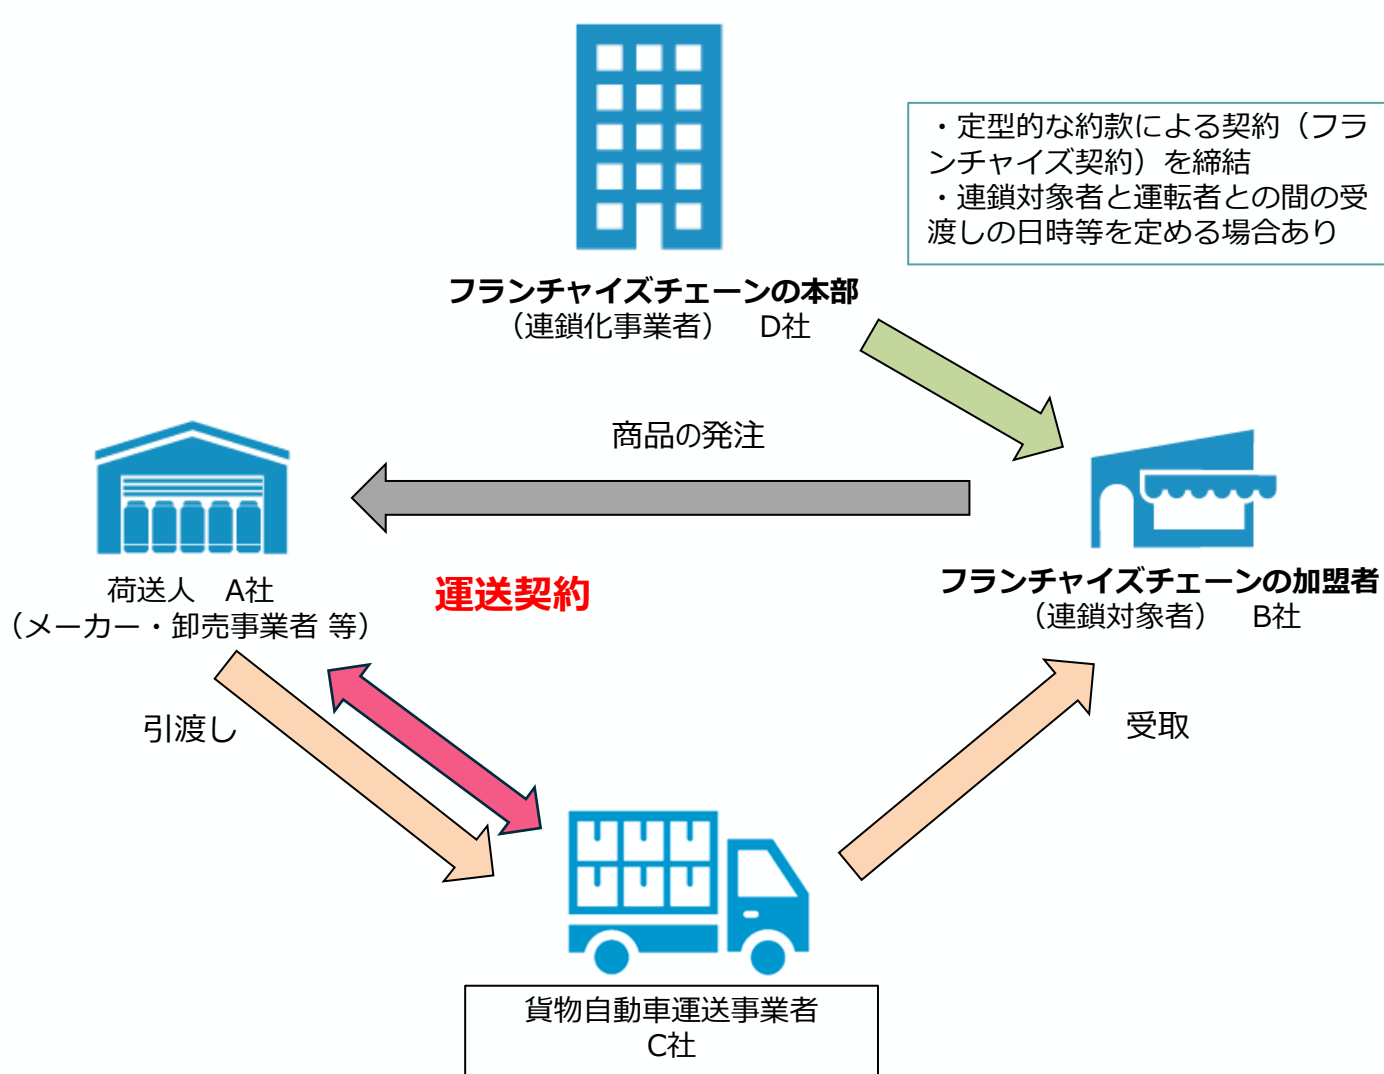 ・定型的な約款による契約（フラ
ンチャイズ契約）を締結
・連鎖対象者と運転者との間の受
渡しの日時等を定める場合あり
フランチャイズチェーンの本部
（連鎖化事業者）　D社
商品の発注
荷送人　A社
（メーカー・卸売事業者 等）
運送契約
フランチャイズチェーンの加盟者
（連鎖対象者）　B社
引渡し
受取
貨物自動車運送事業者
C社